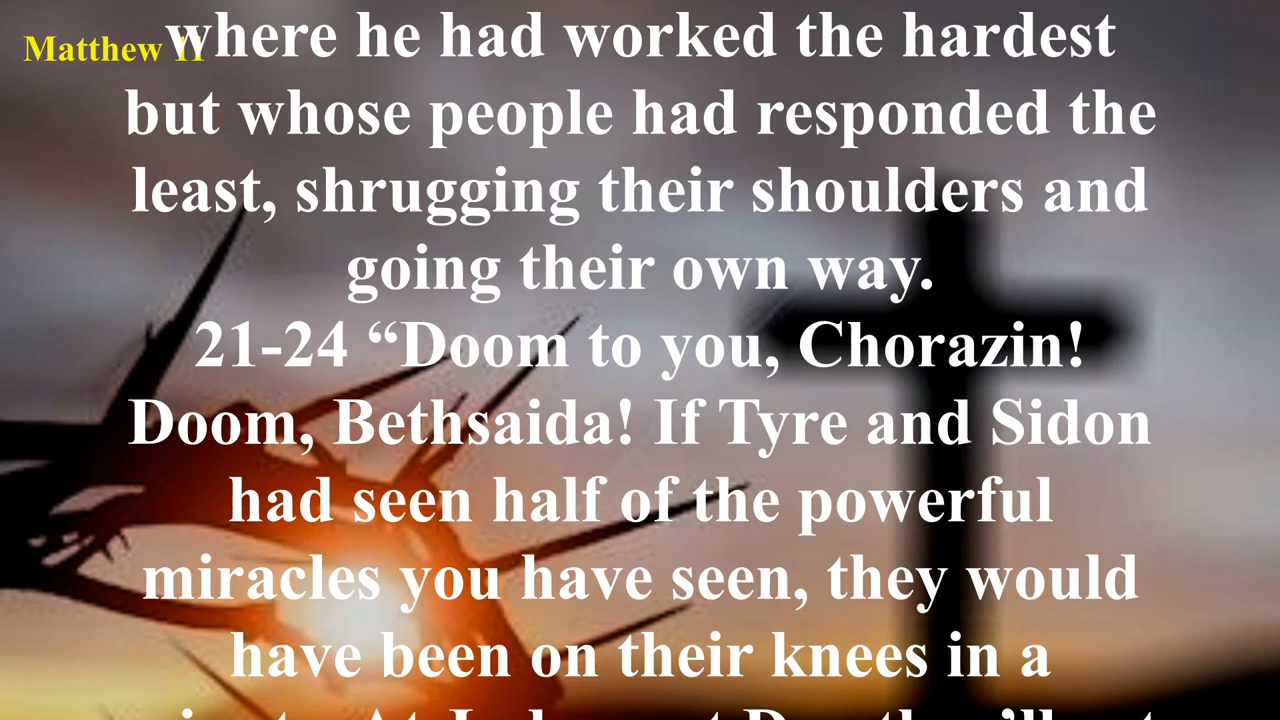 Matthew 11
where he had worked the hardest
but whose people had responded the
least, shrugging their shoulders and
going their own way.
21-24 “Doom to you, Chorazin!
Doom, Bethsaida! If Tyre and Sidon
had seen half of the powerful
miracles you have seen, they would
have been on their knees in a